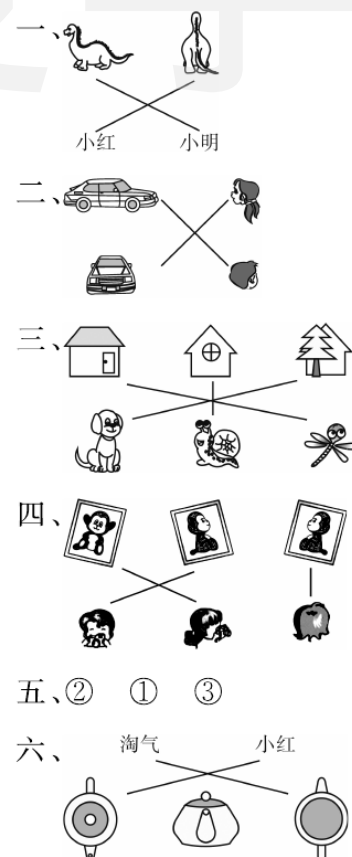 一、
小红 小明
二、
三、
四、
五、② ① ③
六、 淘气 小红